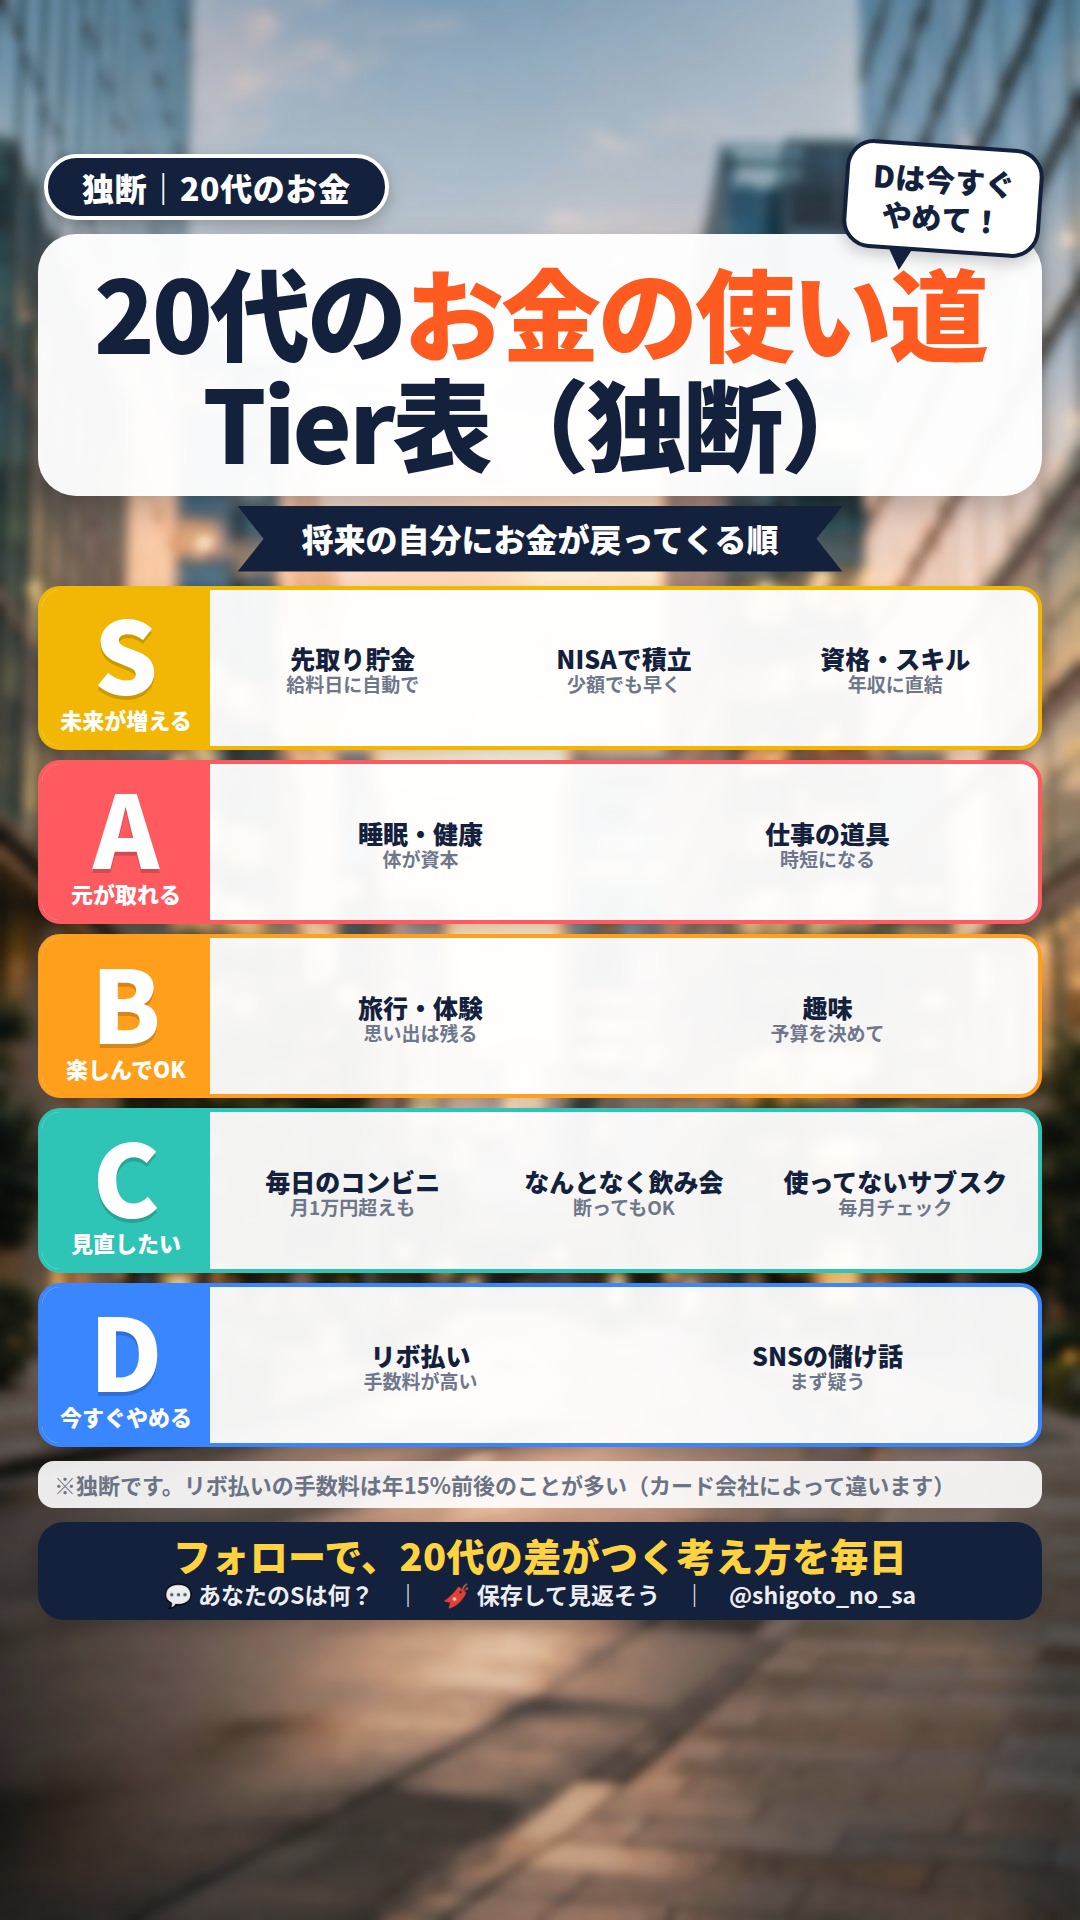 独断｜20代のお金
Dは今すぐ
やめて！
20代のお金の使い道
Tier表（独断）
将来の自分にお金が戻ってくる順
S
未来が増える
先取り貯金
給料日に自動で
NISAで積立
少額でも早く
資格・スキル
年収に直結
A
元が取れる
睡眠・健康
体が資本
仕事の道具
時短になる
B
楽しんでOK
旅行・体験
思い出は残る
趣味
予算を決めて
C
見直したい
毎日のコンビニ
月1万円超えも
なんとなく飲み会
断ってもOK
使ってないサブスク
毎月チェック
D
今すぐやめる
リボ払い
手数料が高い
SNSの儲け話
まず疑う
※独断です。リボ払いの手数料は年15%前後のことが多い（カード会社によって違います）
フォローで、20代の差がつく考え方を毎日
💬 あなたのSは何？ ｜ 🔖 保存して見返そう ｜ @shigoto_no_sa